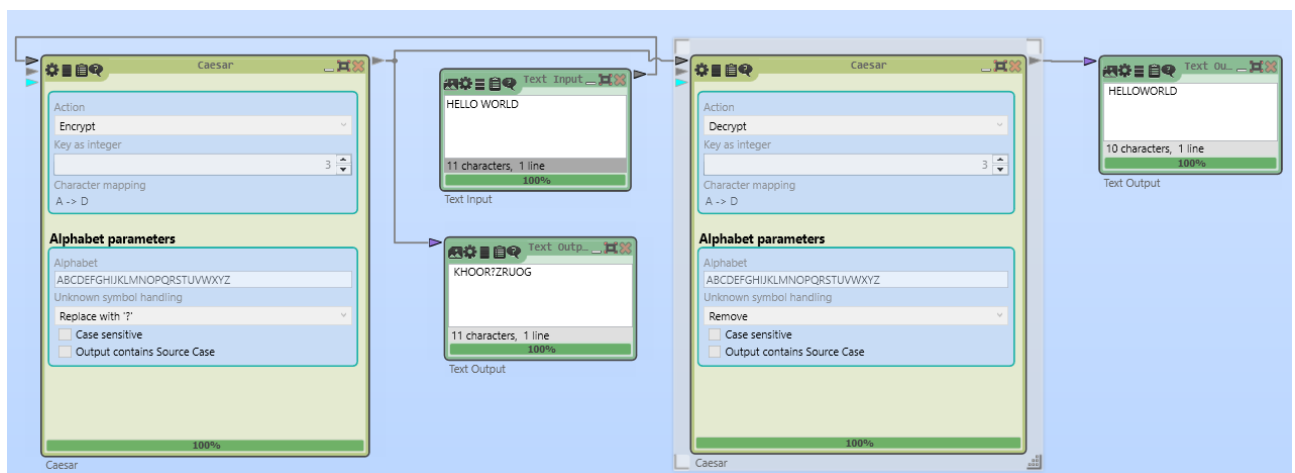 Caesar
Action
Encrypt
Key as integer
3
Character mapping
A -> D
Alphabet parameters
Alphabet
ABCDEFGHIJKLMNOPQRSTUVWXYZ
Unknown symbol handling
Replace with '?'
Case sensitive
Output contains Source Case
100%
Caesar
Text Input
HELLO WORLD
11 characters, 1 line
100%
Text Input
Text Outp...
KHOOR?ZRUOG
11 characters, 1 line
100%
Text Output
Caesar
Action
Decrypt
Key as integer
3
Character mapping
A -> D
Alphabet parameters
Alphabet
ABCDEFGHIJKLMNOPQRSTUVWXYZ
Unknown symbol handling
Remove
Case sensitive
Output contains Source Case
100%
Caesar
Text Ou...
HELLOWORLD
10 characters, 1 line
100%
Text Output